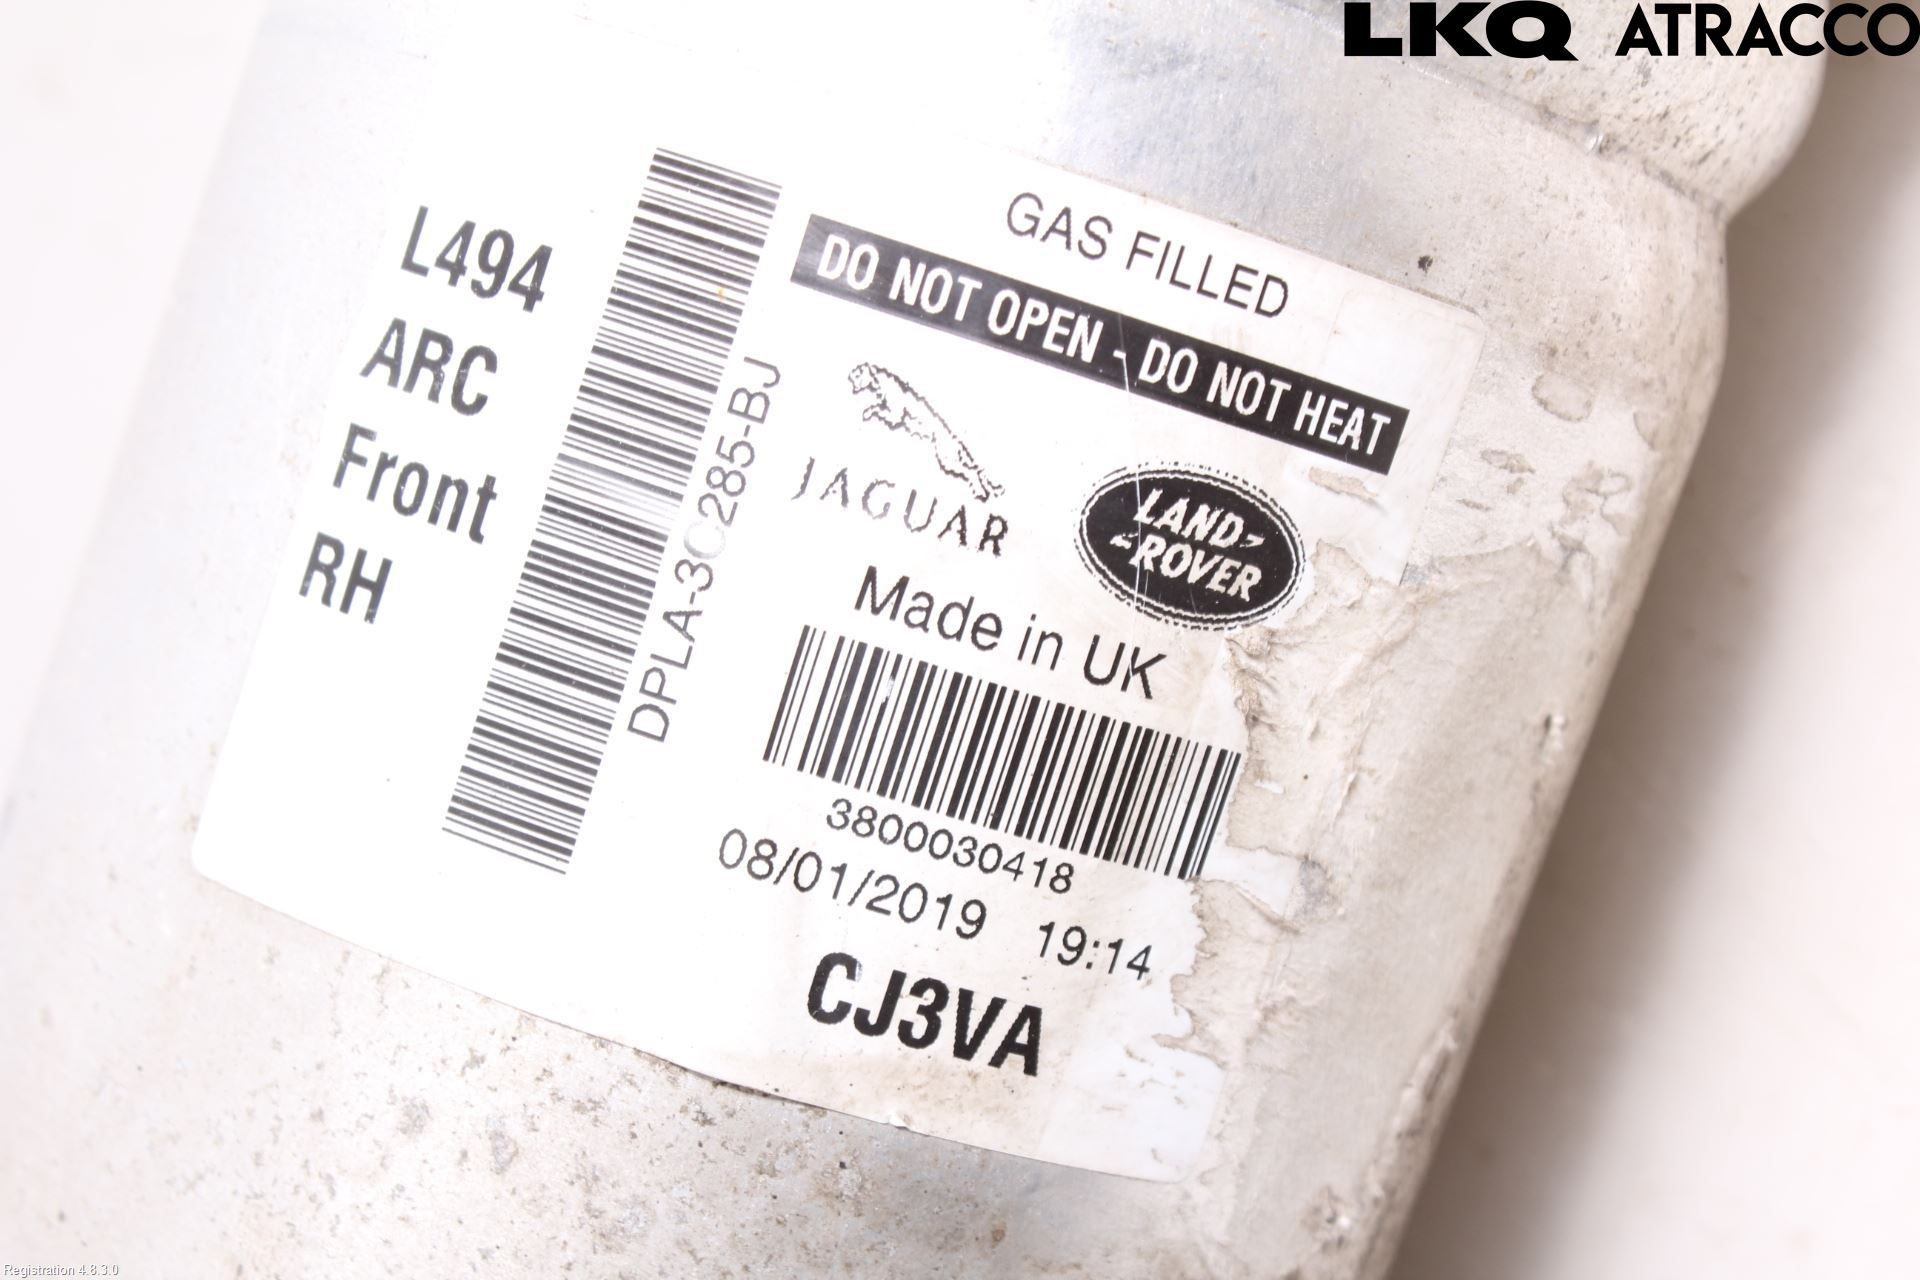 LKQ ATRACCO
GAS FILLED
DO NOT OPEN - DO NOT HEAT
L494
ARC
Front
RH
DPLA-3C285-BJ
JAGUAR
LAND-
-ROVER
Made in UK
3800030418
08/01/2019 19:14
CJ3VA
Registration 4.8.3.0